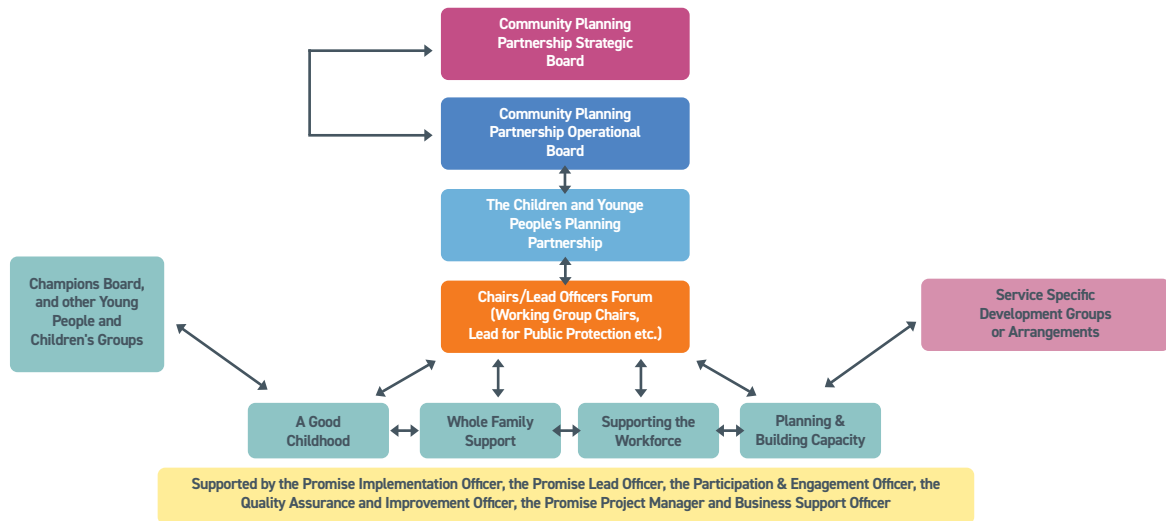 Community Planning
Partnership Strategic
Board
Community Planning
Partnership Operational
Board
The Children and Younge
People's Planning
Partnership
Champions Board,
and other Young
People and
Children's Groups
Chairs/Lead Officers Forum
(Working Group Chairs,
Lead for Public Protection etc.)
Service Specific
Development Groups
or Arrangements
A Good
Childhood
Whole Family
Support
Supporting the
Workforce
Planning &
Building Capacity
Supported by the Promise Implementation Officer, the Promise Lead Officer, the Participation & Engagement Officer, the
Quality Assurance and Improvement Officer, the Promise Project Manager and Business Support Officer